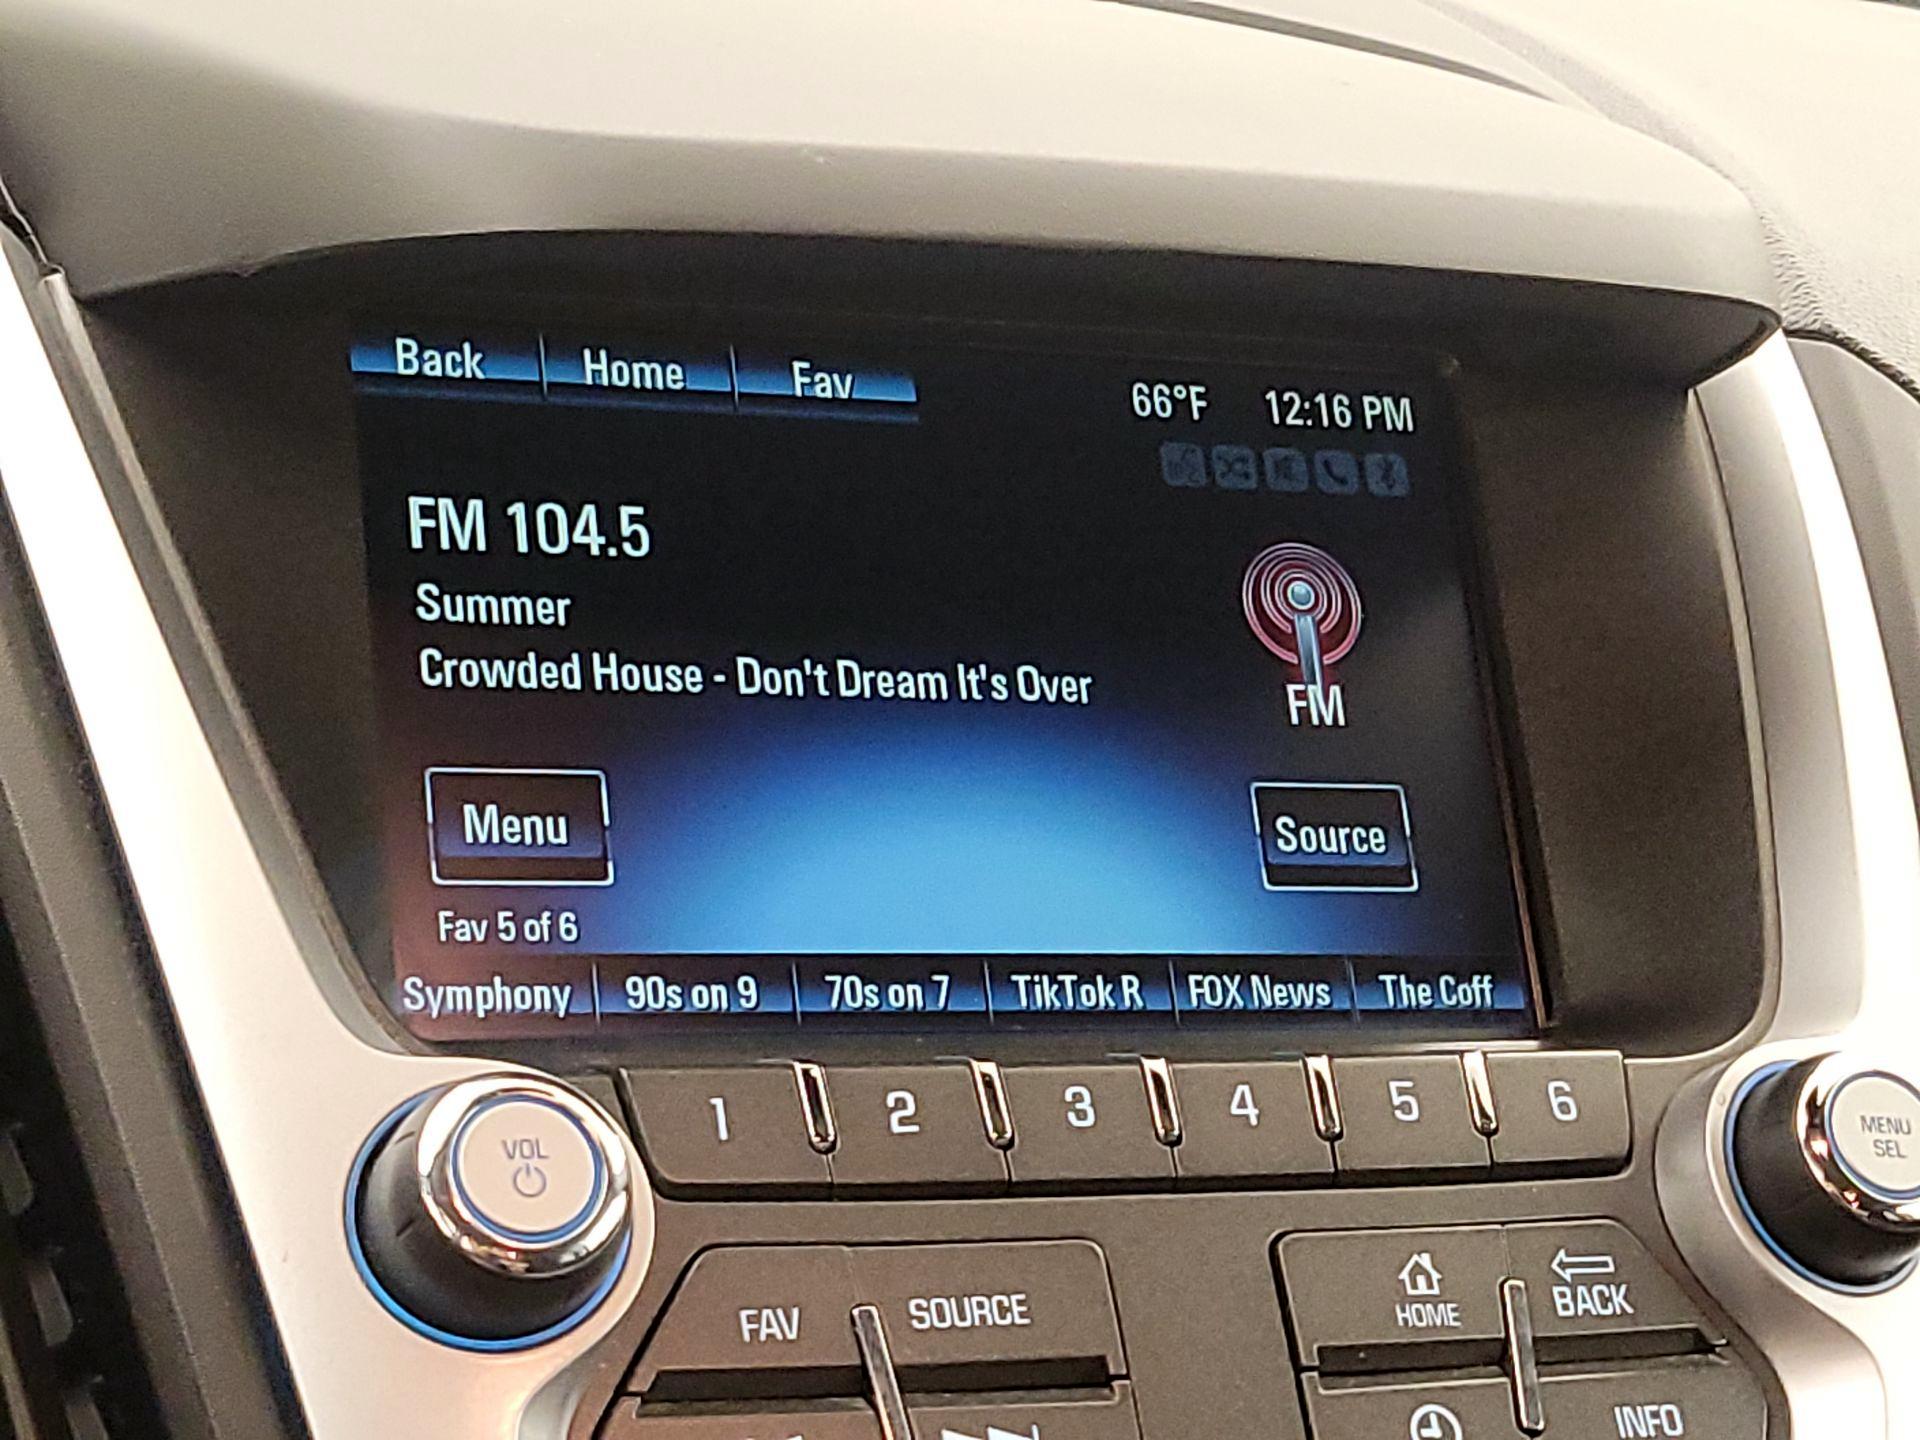 Back Home Fav
66°F 12:16 PM
FM 104.5
Summer
Crowded House - Don't Dream It's Over
FM
Menu
Source
Fav 5 of 6
Symphony 90s on 9 70s on 7 TikTok R FOX News The Coff
1 2 3 4 5 6
VOL
MENU
SEL
FAV SOURCE
HOME
BACK
INFO